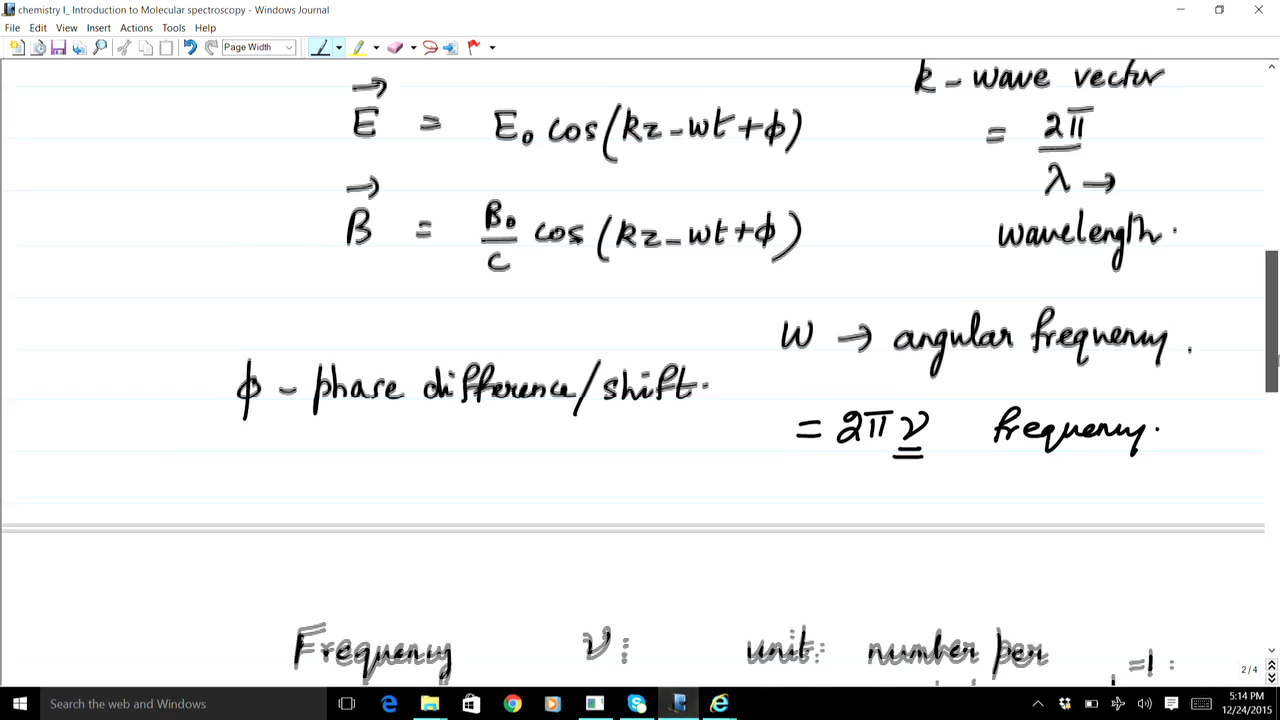 chemistry I_ Introduction to Molecular spectroscopy - Windows Journal
File Edit View Insert Actions Tools Help
Page Width
k - wave vector
E⃗ = E₀ cos(kz - wt + ϕ)
= 2π
λ →
B⃗ = B₀/c cos(kz - wt + ϕ)
wavelength.
w → angular frequency.
ϕ - phase difference/shift.
= 2πν frequency.
Frequency ν: unit: number per
2 / 4
Search the web and Windows
5:14 PM
12/24/2015